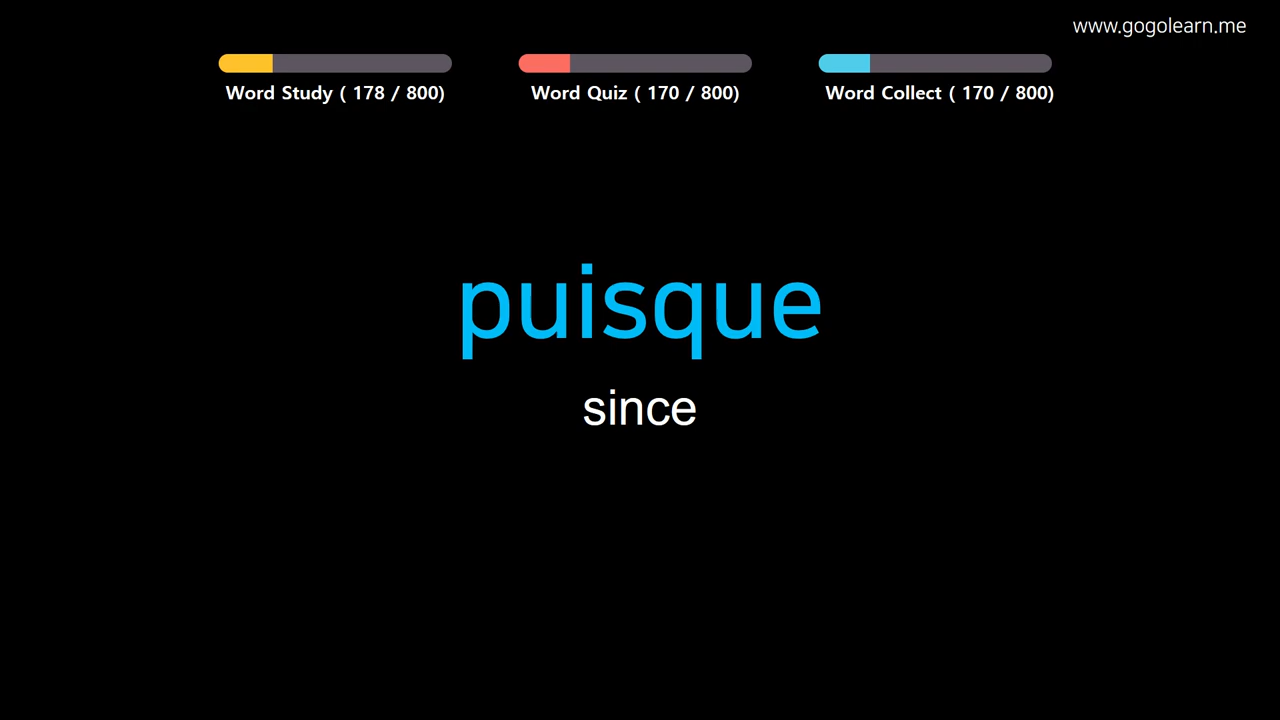 www.gogolearn.me
Word Study ( 178 / 800)
Word Quiz ( 170 / 800)
Word Collect ( 170 / 800)
puisque
since